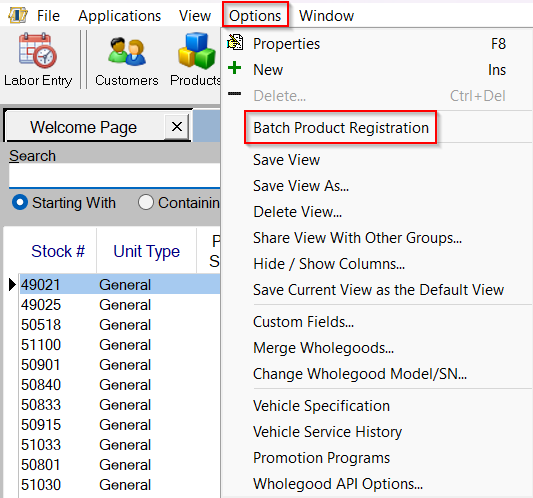 File Applications View Options Window
Labor Entry Customers Products
Welcome Page
Search
Starting With Containin
Stock # Unit Type P
S
49021 General
49025 General
50518 General
51100 General
50901 General
50840 General
50833 General
50915 General
51033 General
50801 General
51030 General
Properties F8
New Ins
Delete... Ctrl+Del
Batch Product Registration
Save View
Save View As...
Delete View...
Share View With Other Groups...
Hide / Show Columns...
Save Current View as the Default View
Custom Fields...
Merge Wholegoods...
Change Wholegood Model/SN...
Vehicle Specification
Vehicle Service History
Promotion Programs
Wholegood API Options...